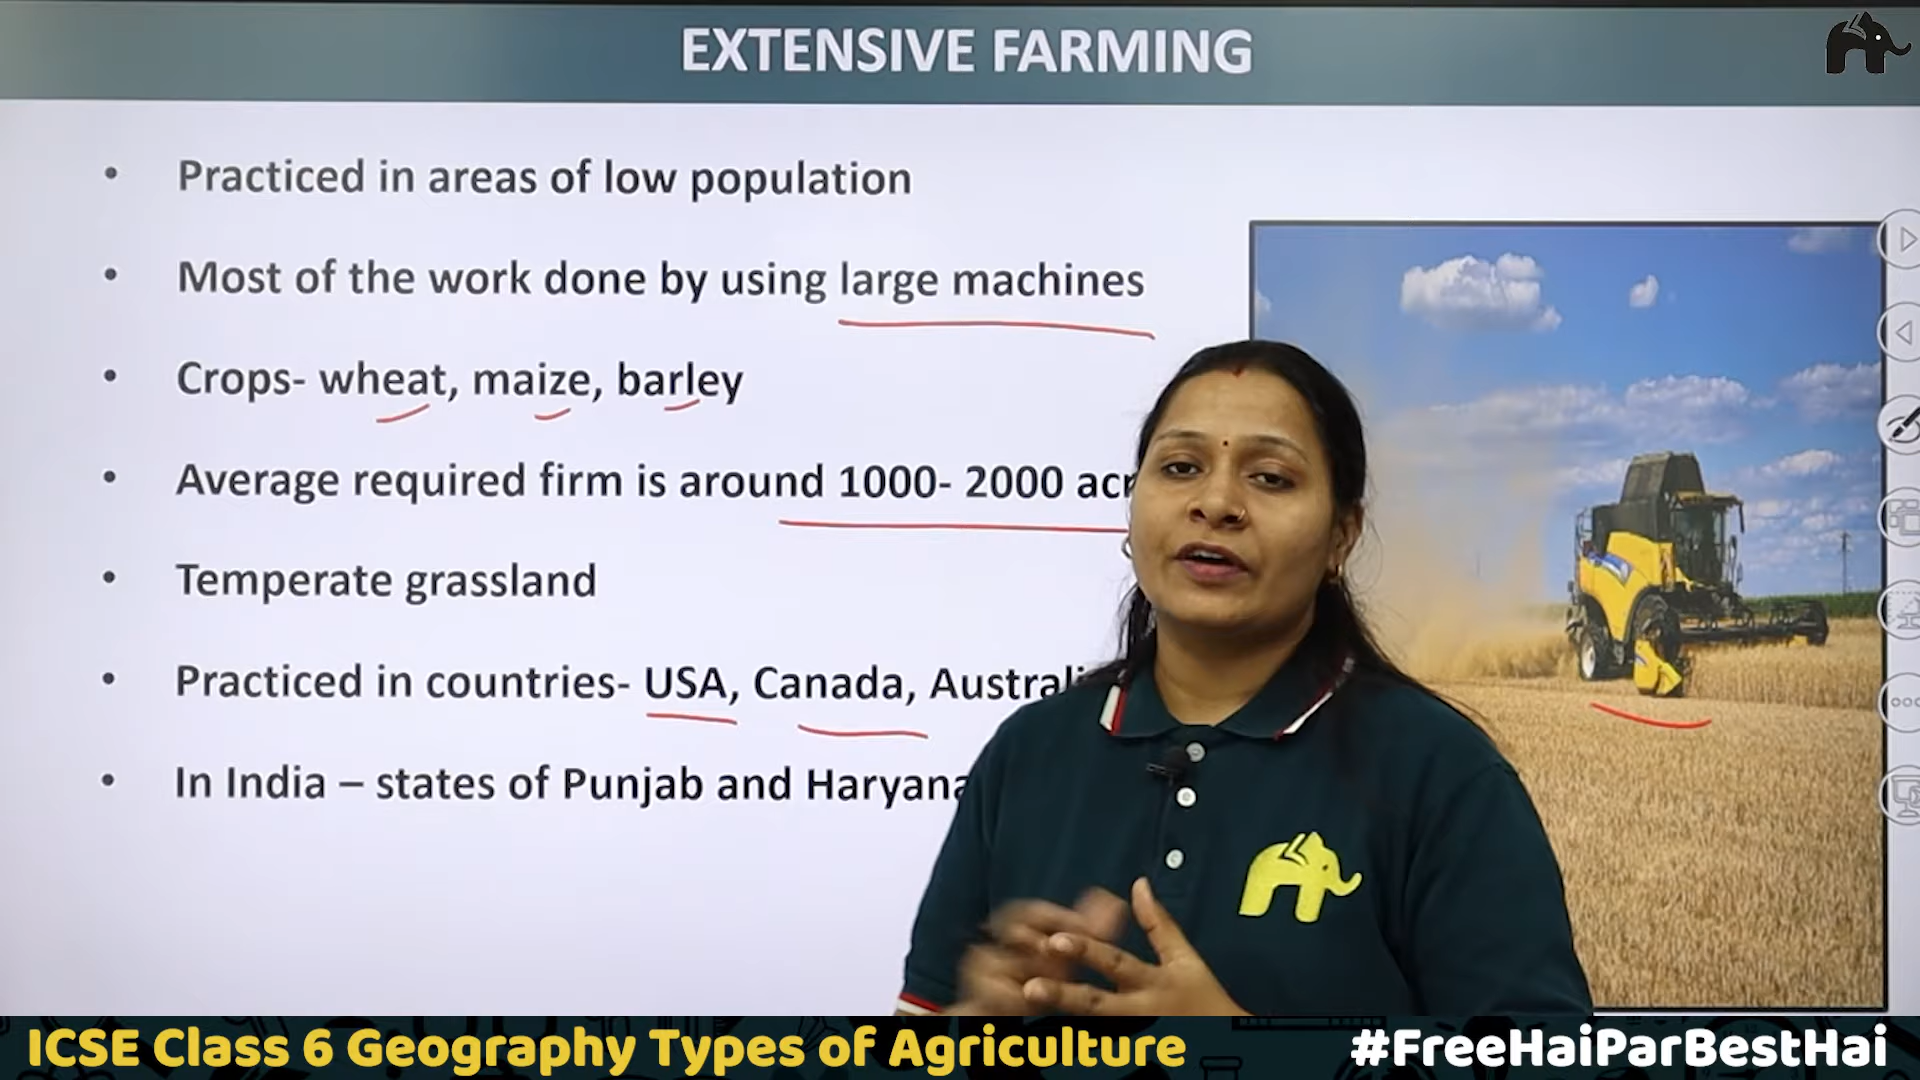 EXTENSIVE FARMING
• Practiced in areas of low population
• Most of the work done by using large machines
• Crops- wheat, maize, barley
• Average required firm is around 1000- 2000
• Temperate grassland
• Practiced in countries- USA, Canada,
• In India – states of Punjab and Haryana
ICSE Class 6 Geography Types of Agriculture
#FreeHaiParBestHai